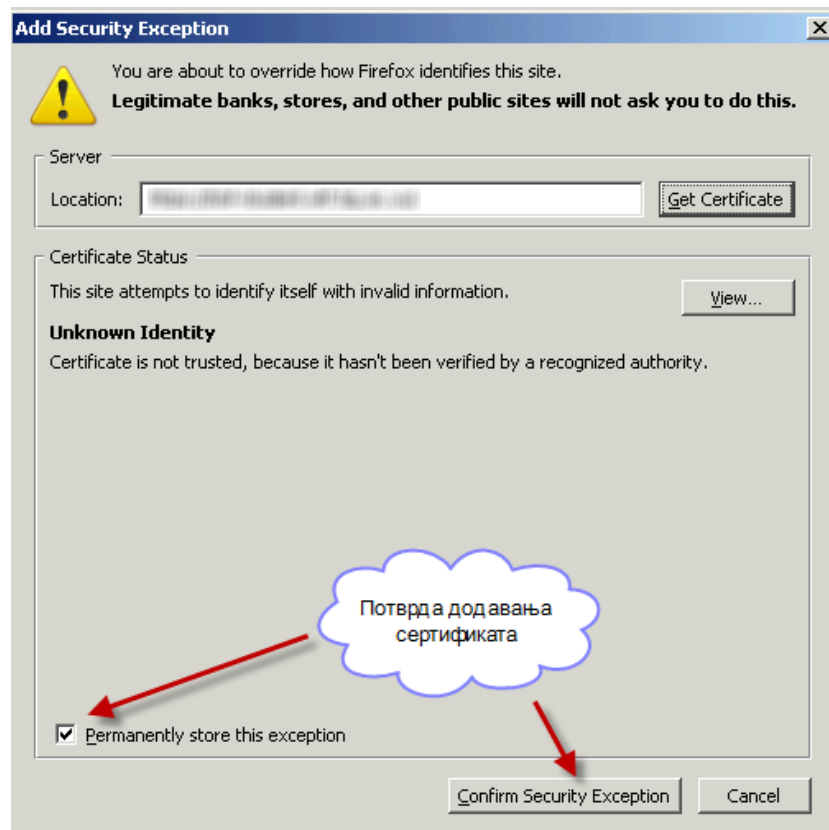 Add Security Exception
You are about to override how Firefox identifies this site.
Legitimate banks, stores, and other public sites will not ask you to do this.
Server
Location:
Get Certificate
Certificate Status
This site attempts to identify itself with invalid information.
View...
Unknown Identity
Certificate is not trusted, because it hasn't been verified by a recognized authority.
Потврда додавања
сертификата
Permanently store this exception
Confirm Security Exception
Cancel